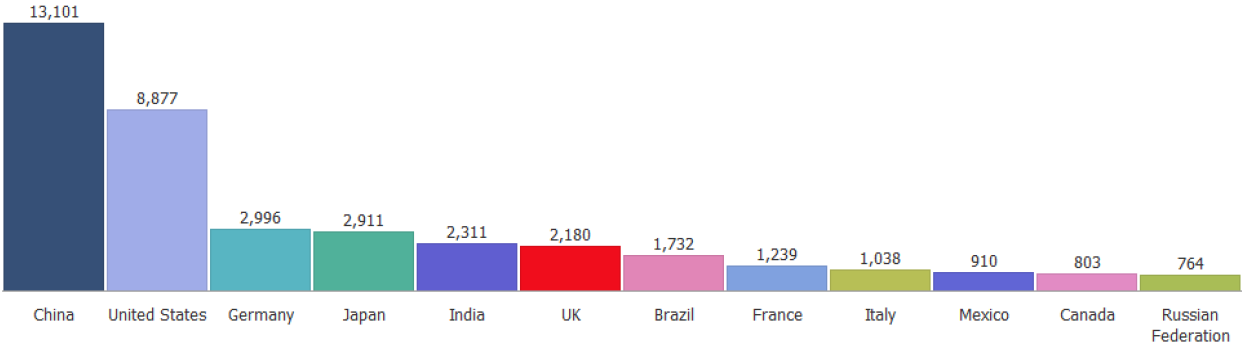 13,101
8,877
2,996
2,911
2,311
2,180
1,732
1,239
1,038
910
803
764
China
United States
Germany
Japan
India
UK
Brazil
France
Italy
Mexico
Canada
Russian
Federation